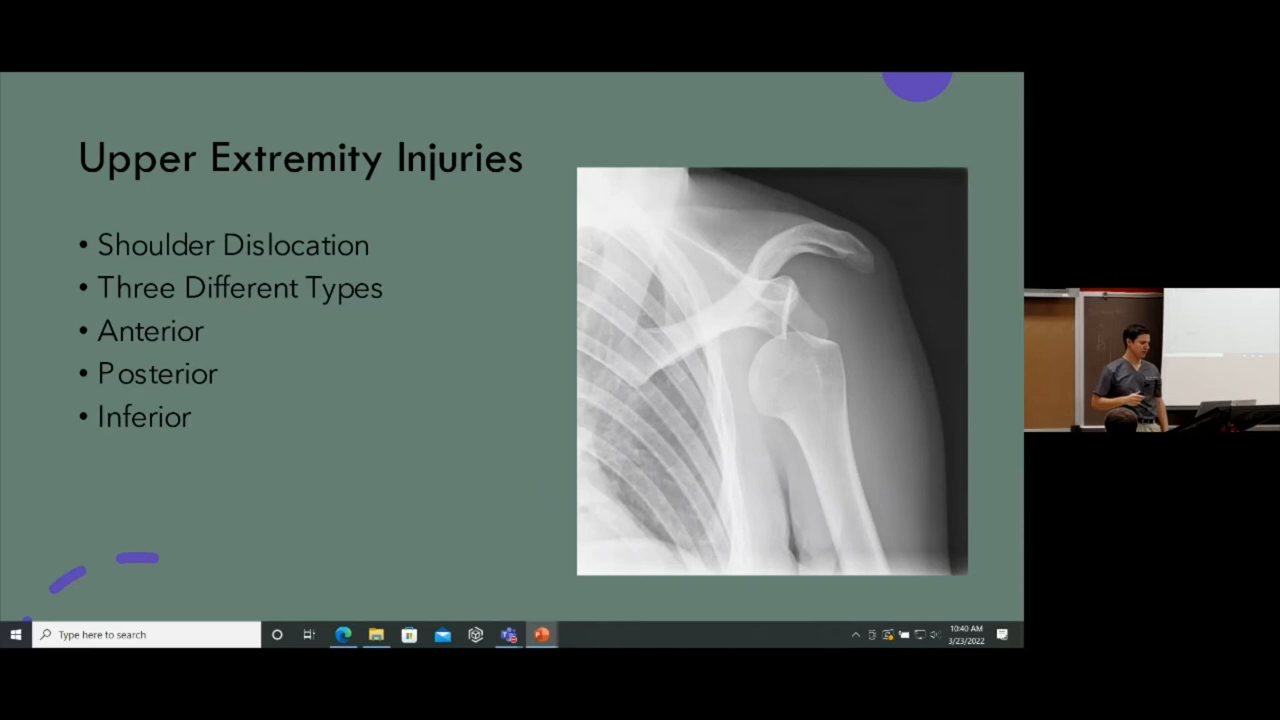 Upper Extremity Injuries
• Shoulder Dislocation
• Three Different Types
• Anterior
• Posterior
• Inferior
Type here to search
10:40 AM
3/23/2022